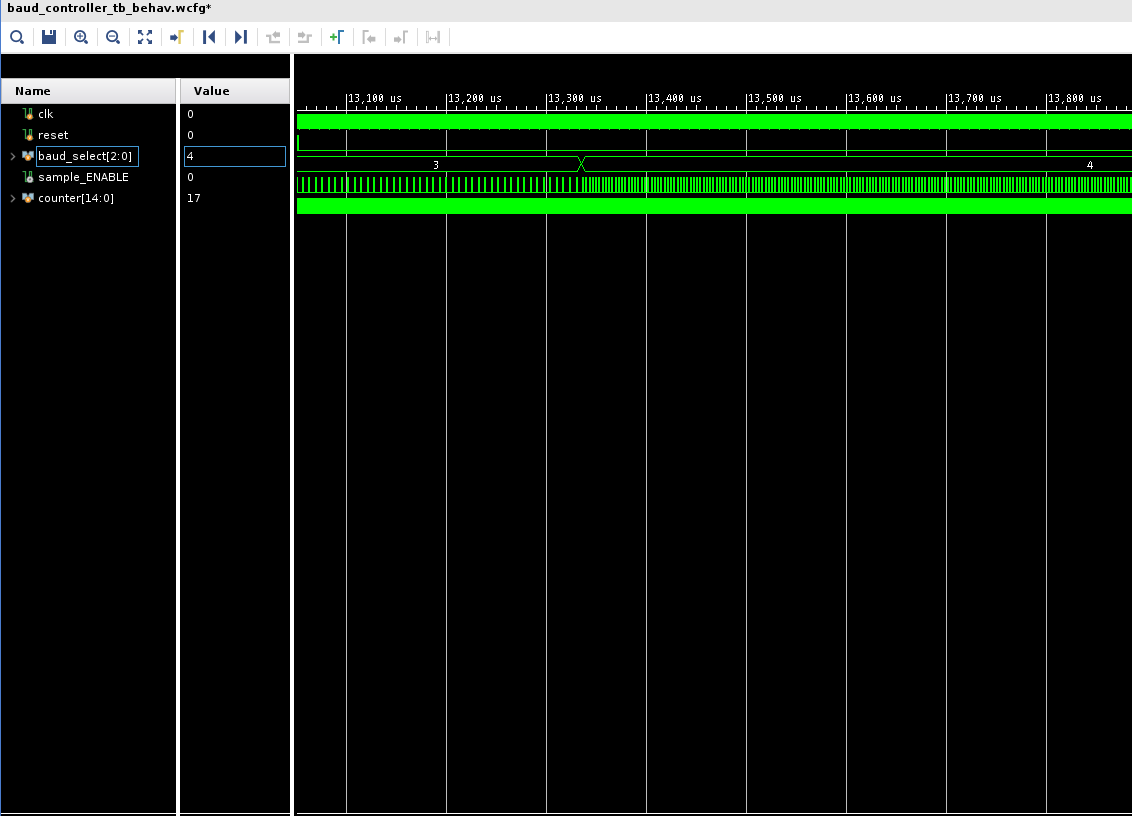 baud_controller_tb_behav.wcfg*
Name Value
13,100 us 13,200 us 13,300 us 13,400 us 13,500 us 13,600 us 13,700 us 13,800 us
clk 0
reset 0
baud_select[2:0] 4 3 4
sample_ENABLE 0
counter[14:0] 17